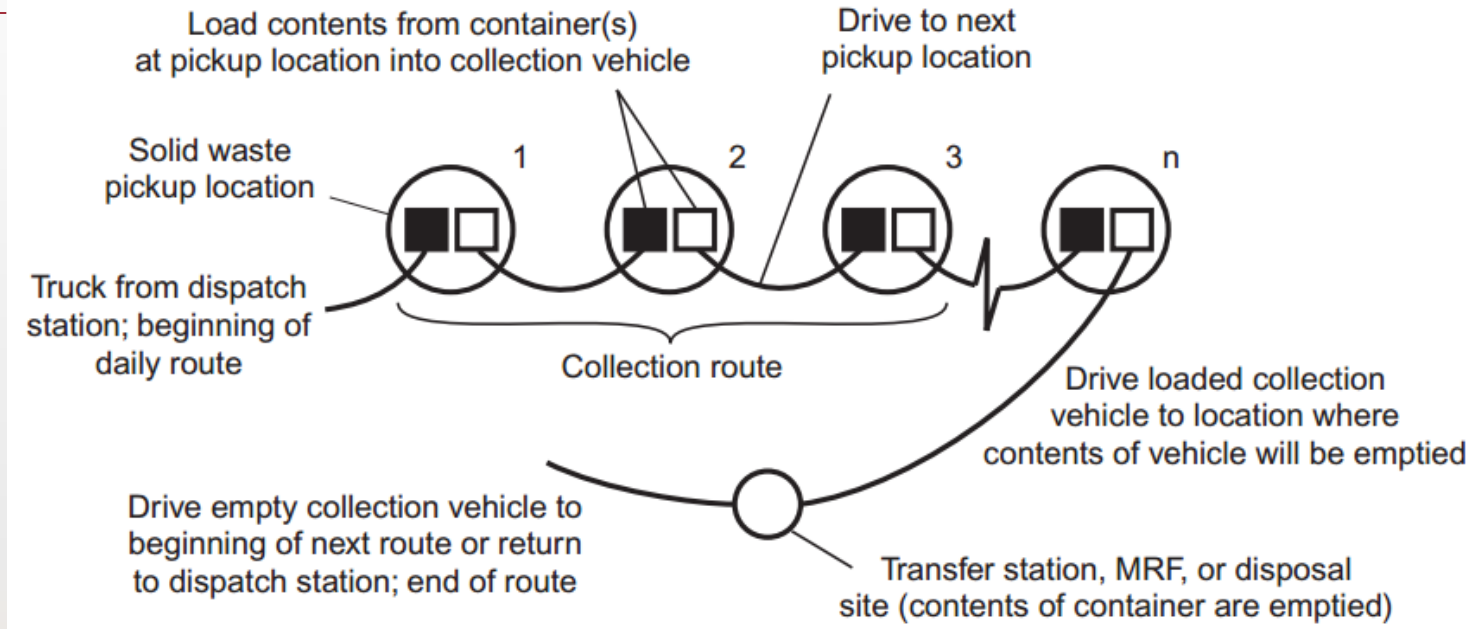 Load contents from container(s)
at pickup location into collection vehicle
Drive to next
pickup location
Solid waste
pickup location
1
2
3
n
Truck from dispatch
station; beginning of
daily route
Collection route
Drive loaded collection
vehicle to location where
contents of vehicle will be emptied
Drive empty collection vehicle to
beginning of next route or return
to dispatch station; end of route
Transfer station, MRF, or disposal
site (contents of container are emptied)